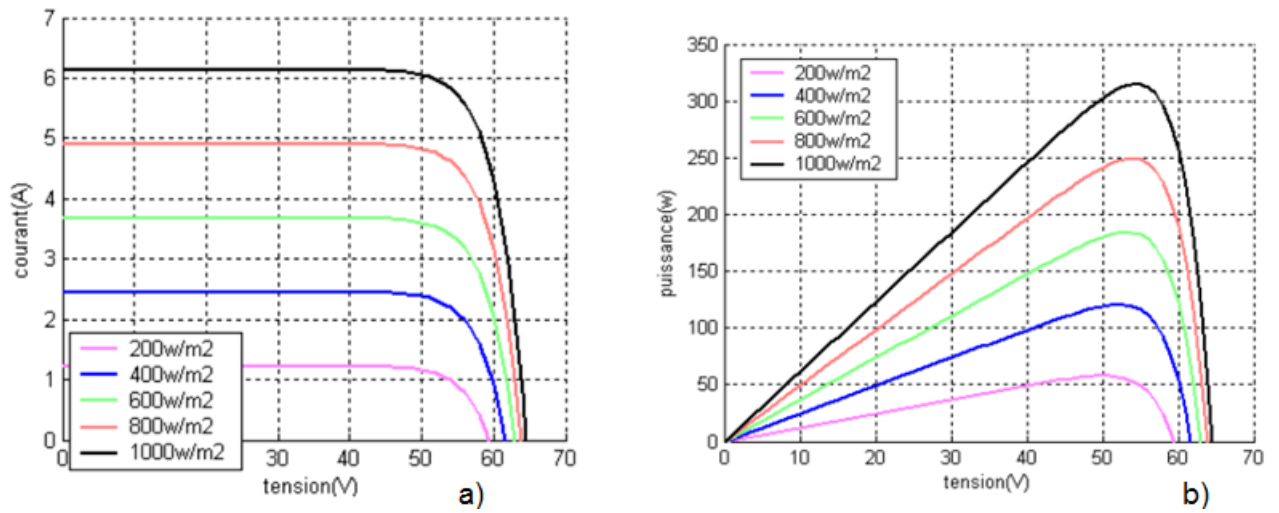 7
6
5
4
3
2
1
0
courant(A)
200w/m2
400w/m2
600w/m2
800w/m2
1000w/m2
0 30 40 50 60 70
tension(V)
a)
350
300
250
200
150
100
50
0
puissance(w)
200w/m2
400w/m2
600w/m2
800w/m2
1000w/m2
0 10 20 30 40 50 60 70
tension(V)
b)